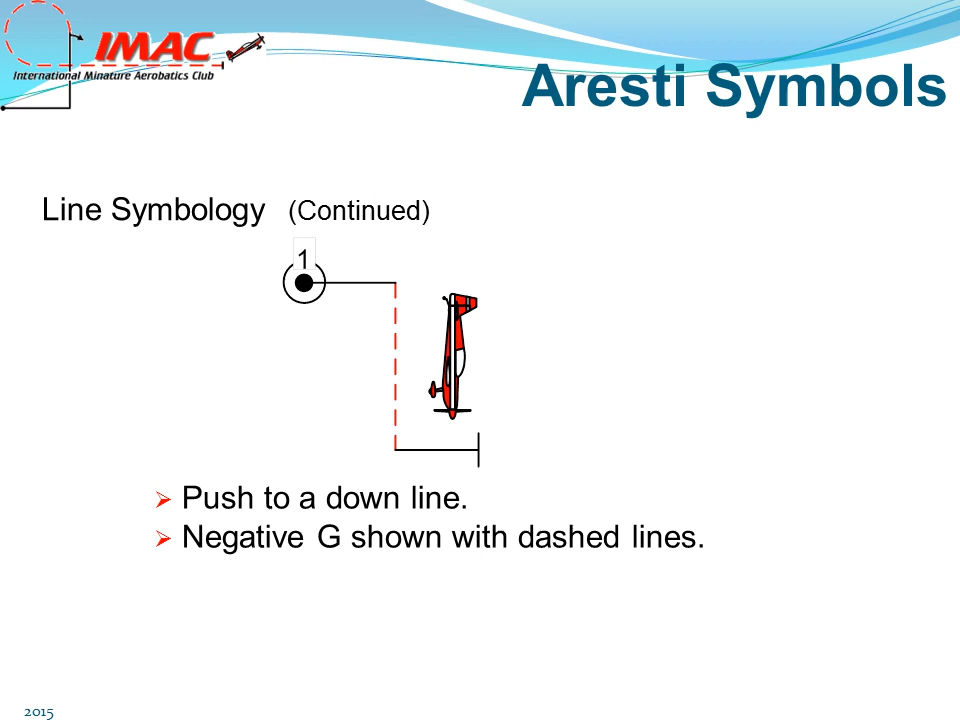 IMAC
International Minature Aerobatics Club
Aresti Symbols
Line Symbology (Continued)
1
Push to a down line.
Negative G shown with dashed lines.
2015